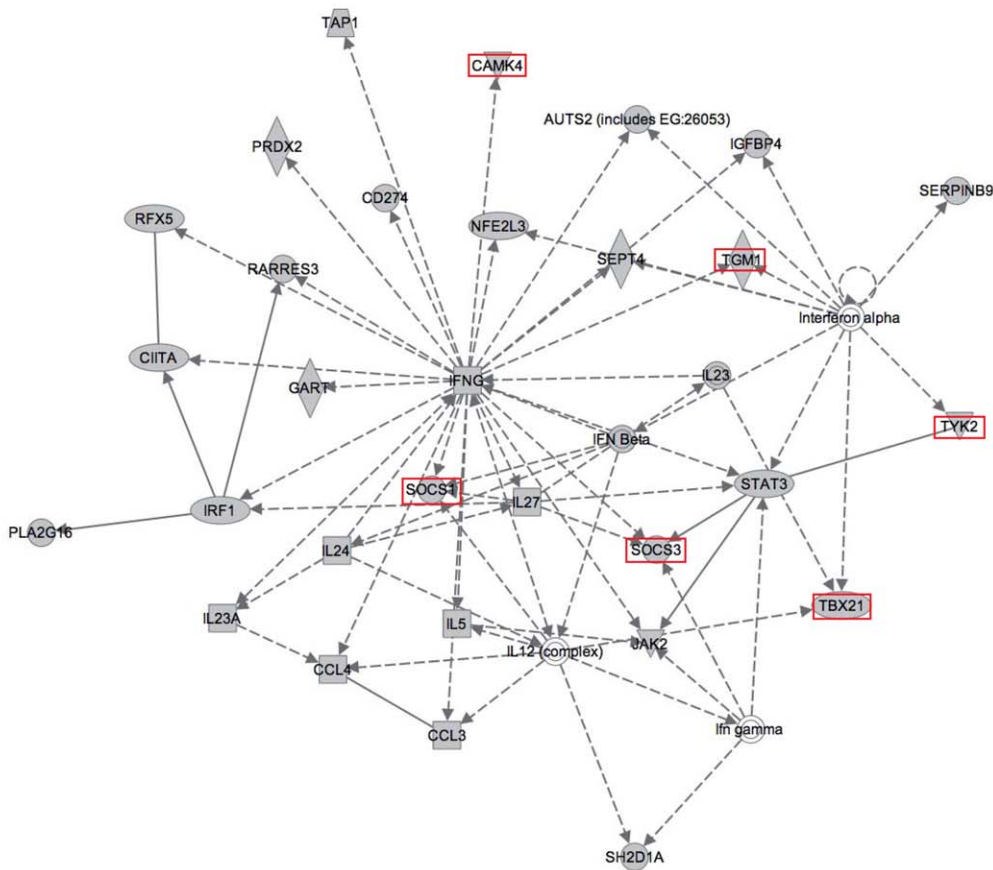 TAP1
CAMK4
AUTS2 (includes EG:26053)
IGFBP4
PRDX2
SERPINB9
CD274
RFX5
NFE2L3
SEPT4
TGM1
RARRES3
Interferon alpha
CIITA
IFNG
GART
IL23
TYK2
IFN Beta
STAT3
SOCS1
IL27
IRF1
PLA2G16
IL24
SOCS3
TBX21
IL23A
IL5
JAK2
IL12 (complex)
CCL4
Ifn gamma
CCL3
SH2D1A